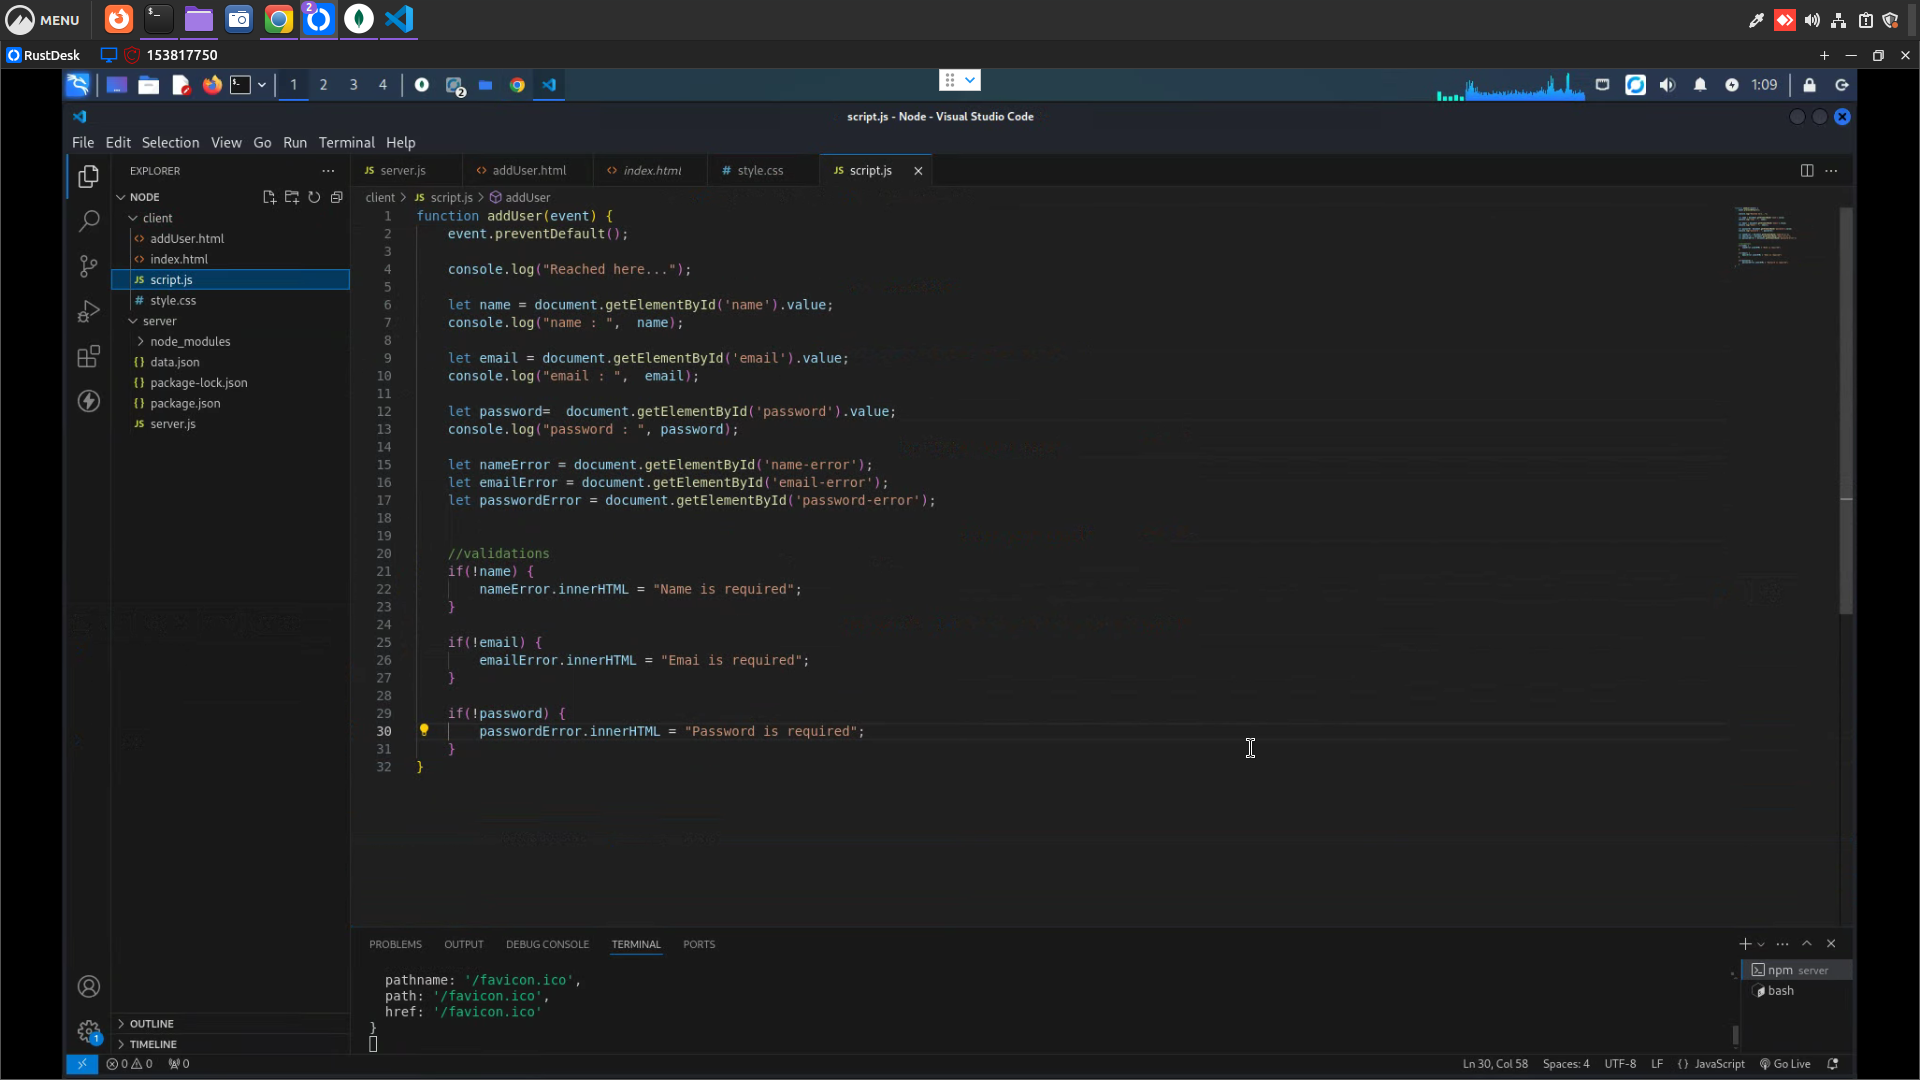 MENU
2
RustDesk 153817750
1 2 3 4 2 1:09
script.js - Node - Visual Studio Code
File Edit Selection View Go Run Terminal Help
EXPLORER
NODE
client
addUser.html
index.html
JS script.js
# style.css
server
node_modules
{} data.json
{} package-lock.json
{} package.json
JS server.js
OUTLINE
TIMELINE
1
JS server.js <> addUser.html <> index.html # style.css JS script.js
client > JS script.js > addUser
1 function addUser(event) {
2 event.preventDefault();
3
4 console.log("Reached here...");
5
6 let name = document.getElementById('name').value;
7 console.log("name : ",  name);
8
9 let email = document.getElementById('email').value;
10 console.log("email : ",  email);
11
12 let password=  document.getElementById('password').value;
13 console.log("password : ", password);
14
15 let nameError = document.getElementById('name-error');
16 let emailError = document.getElementById('email-error');
17 let passwordError = document.getElementById('password-error');
18
19
20 //validations
21 if(!name) {
22 nameError.innerHTML = "Name is required";
23 }
24
25 if(!email) {
26 emailError.innerHTML = "Emai is required";
27 }
28
29 if(!password) {
30 passwordError.innerHTML = "Password is required";
31 }
32 }
PROBLEMS OUTPUT DEBUG CONSOLE TERMINAL PORTS
pathname: '/favicon.ico',
path: '/favicon.ico',
href: '/favicon.ico'
}
npm server
bash
0 0 0 Ln 30, Col 58 Spaces: 4 UTF-8 LF {} JavaScript Go Live